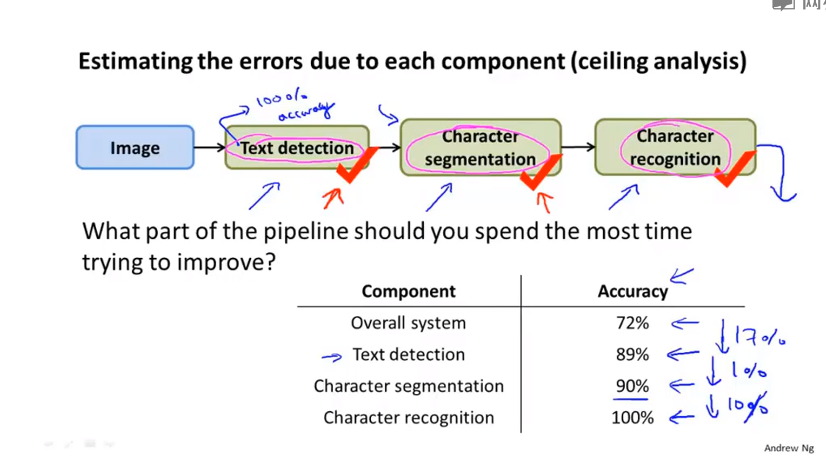 Estimating the errors due to each component (ceiling analysis)
100%
accuracy
Image
Text detection
Character
segmentation
Character
recognition
What part of the pipeline should you spend the most time
trying to improve?
Component Accuracy
Overall system 72%
17%
Text detection 89%
1%
Character segmentation 90%
10%
Character recognition 100%
Andrew Ng